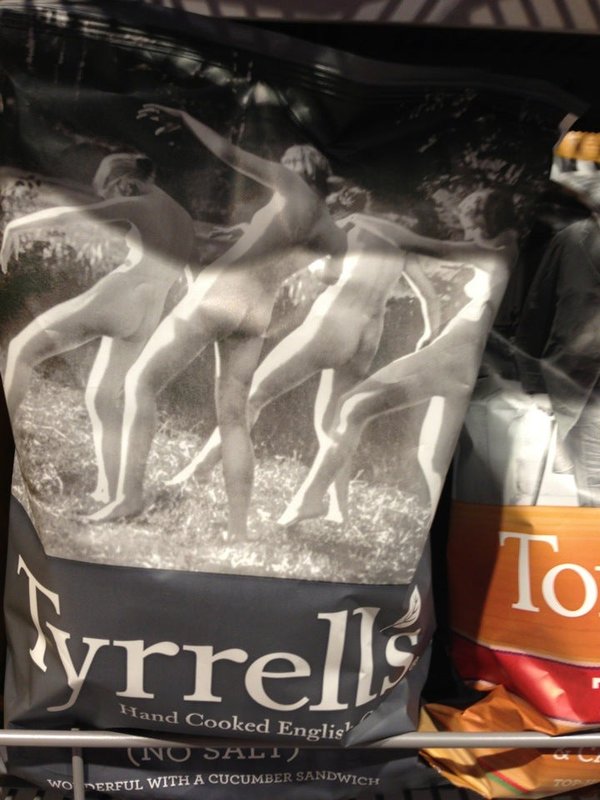 Tyrrells
Hand Cooked English
(NO SALT)
WONDERFUL WITH A CUCUMBER SANDWICH
To
& C